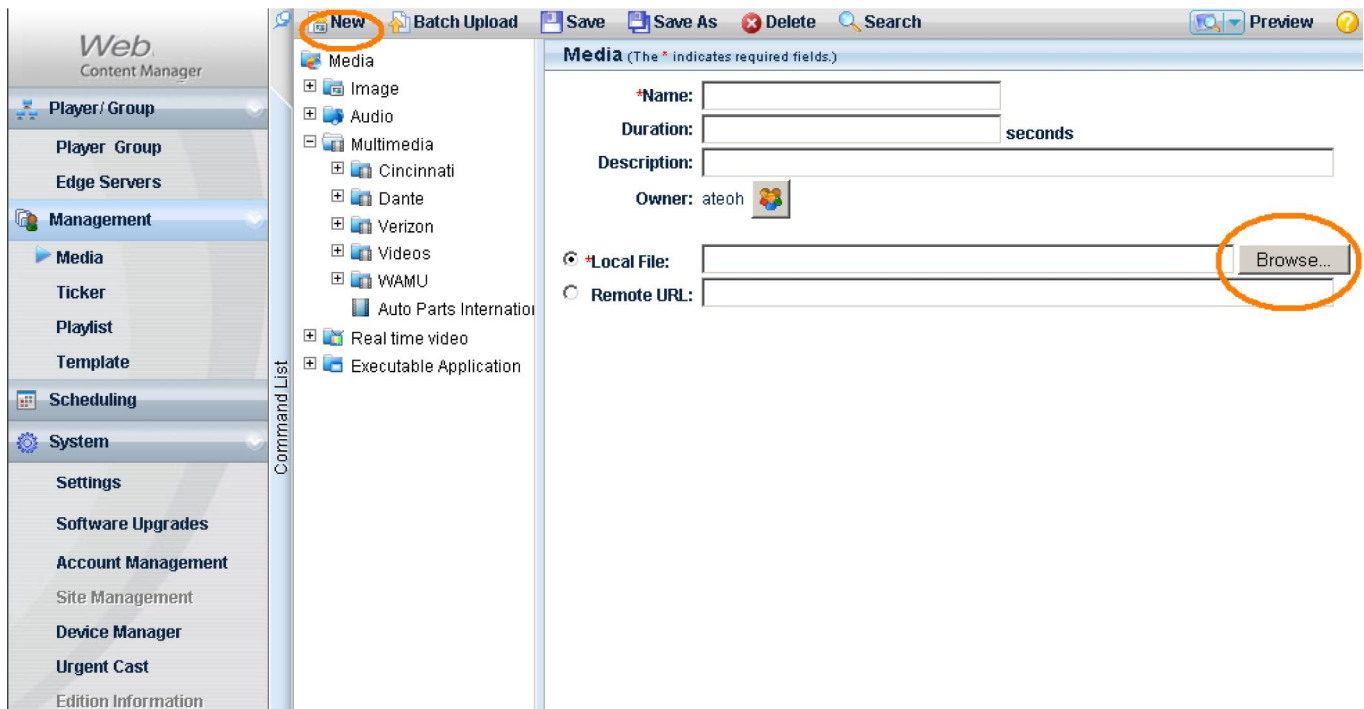 Web
Content Manager
Player/Group
Player Group
Edge Servers
Management
Media
Ticker
Playlist
Template
Scheduling
System
Settings
Software Upgrades
Account Management
Site Management
Device Manager
Urgent Cast
Edition Information
Command List
New Batch Upload Save Save As Delete Search Preview ?
Media
Image
Audio
Multimedia
Cincinnati
Dante
Verizon
Videos
WAMU
Auto Parts Internation
Real time video
Executable Application
Media (The * indicates required fields.)
*Name:
Duration: seconds
Description:
Owner: ateoh
*Local File: Browse...
Remote URL: